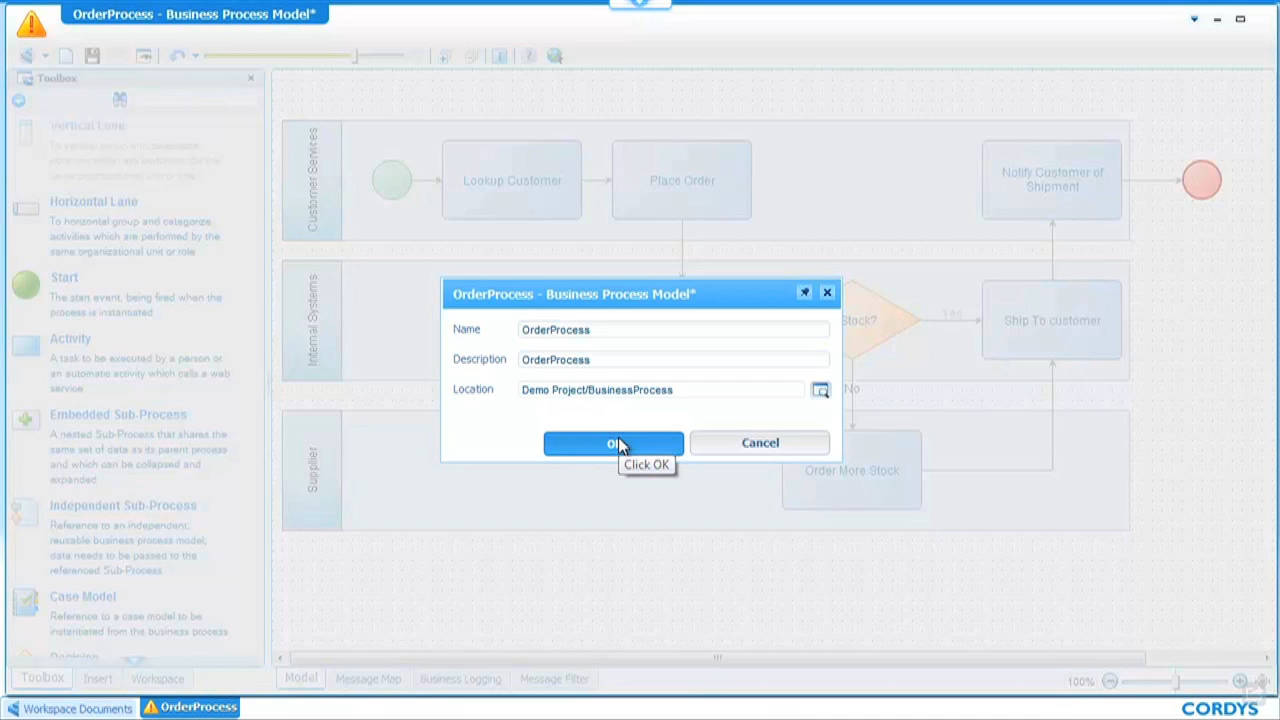 OrderProcess - Business Process Model*
Toolbox
Vertical Lane
Horizontal Lane
To horizontal group and categorize
activities which are performed by the
same organizational unit or role
Start
The start event, being fired when the
process is instantiated
Activity
A task to be executed by a person or
an automatic activity which calls a web
service
Embedded Sub-Process
A nested Sub-Process that shares the
same set of data as its parent process
and which can be collapsed and
expanded
Independent Sub-Process
Reference to an independent,
reusable business process model;
data needs to be passed to the
referenced Sub-Process
Case Model
Reference to a case model to be
instantiated from the business process
Toolbox
Insert
Workspace
Customer Services
Lookup Customer
Place Order
Notify Customer of
Shipment
Internal Systems
Stock?
Yes
Ship To customer
No
Supplier
Order More Stock
OrderProcess - Business Process Model*
Name
OrderProcess
Description
OrderProcess
Location
Demo Project/BusinessProcess
Cancel
Click OK
Model
Message Map
Business Logging
Message Filter
100%
Workspace Documents
OrderProcess
CORDYS